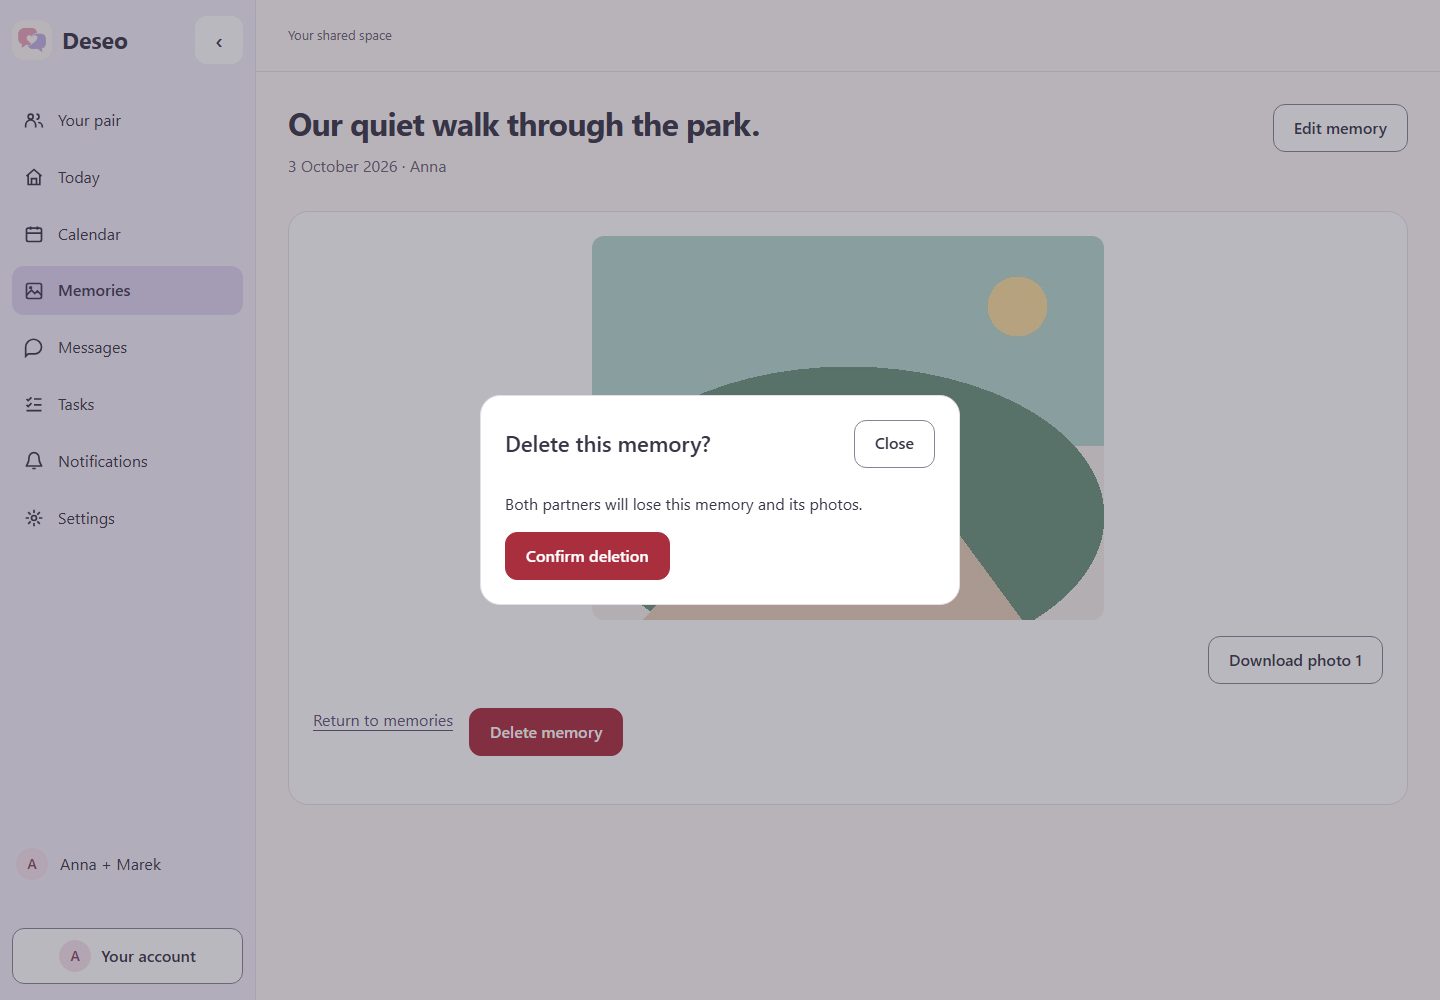 Deseo
‹
Your pair
Today
Calendar
Memories
Messages
Tasks
Notifications
Settings
A Anna + Marek
A Your account
Your shared space
Our quiet walk through the park.
3 October 2026 · Anna
Edit memory
Delete this memory?
Close
Both partners will lose this memory and its photos.
Confirm deletion
Download photo 1
Return to memories
Delete memory